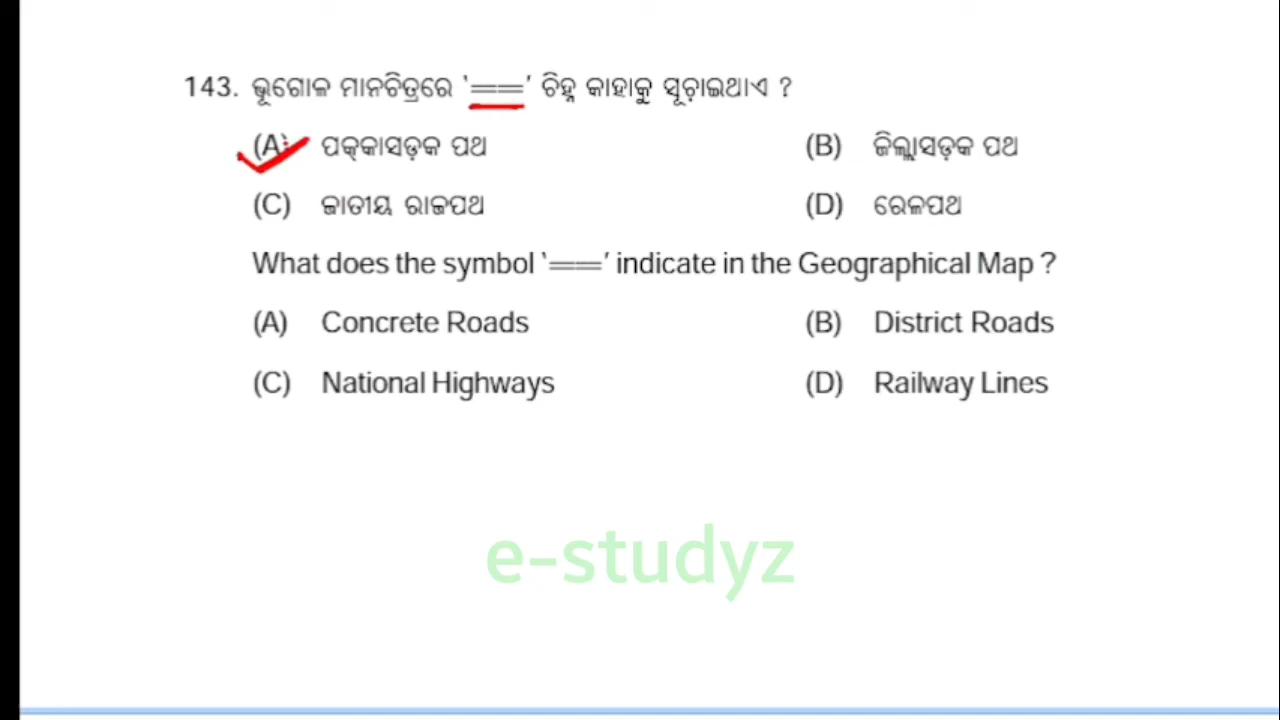 143. ଭୂଗୋଳ ମାନଚିତ୍ରରେ '==' ଚିହ୍ନ କାହାକୁ ସୂଚାଇଥାଏ ?
(A) ପକ୍କାସଡ଼କ ପଥ (B) ଜିଲ୍ଲାସଡ଼କ ପଥ
(C) ଜାତୀୟ ରାଜପଥ (D) ରେଳପଥ
What does the symbol '==' indicate in the Geographical Map ?
(A) Concrete Roads (B) District Roads
(C) National Highways (D) Railway Lines
e-studyz